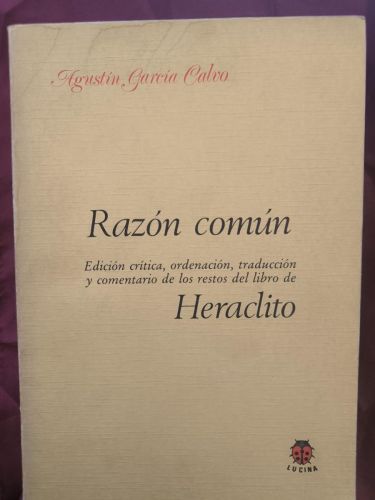 Agustín García Calvo
Razón común
Edición crítica, ordenación, traducción
y comentario de los restos del libro de
Heraclito
LUCINA